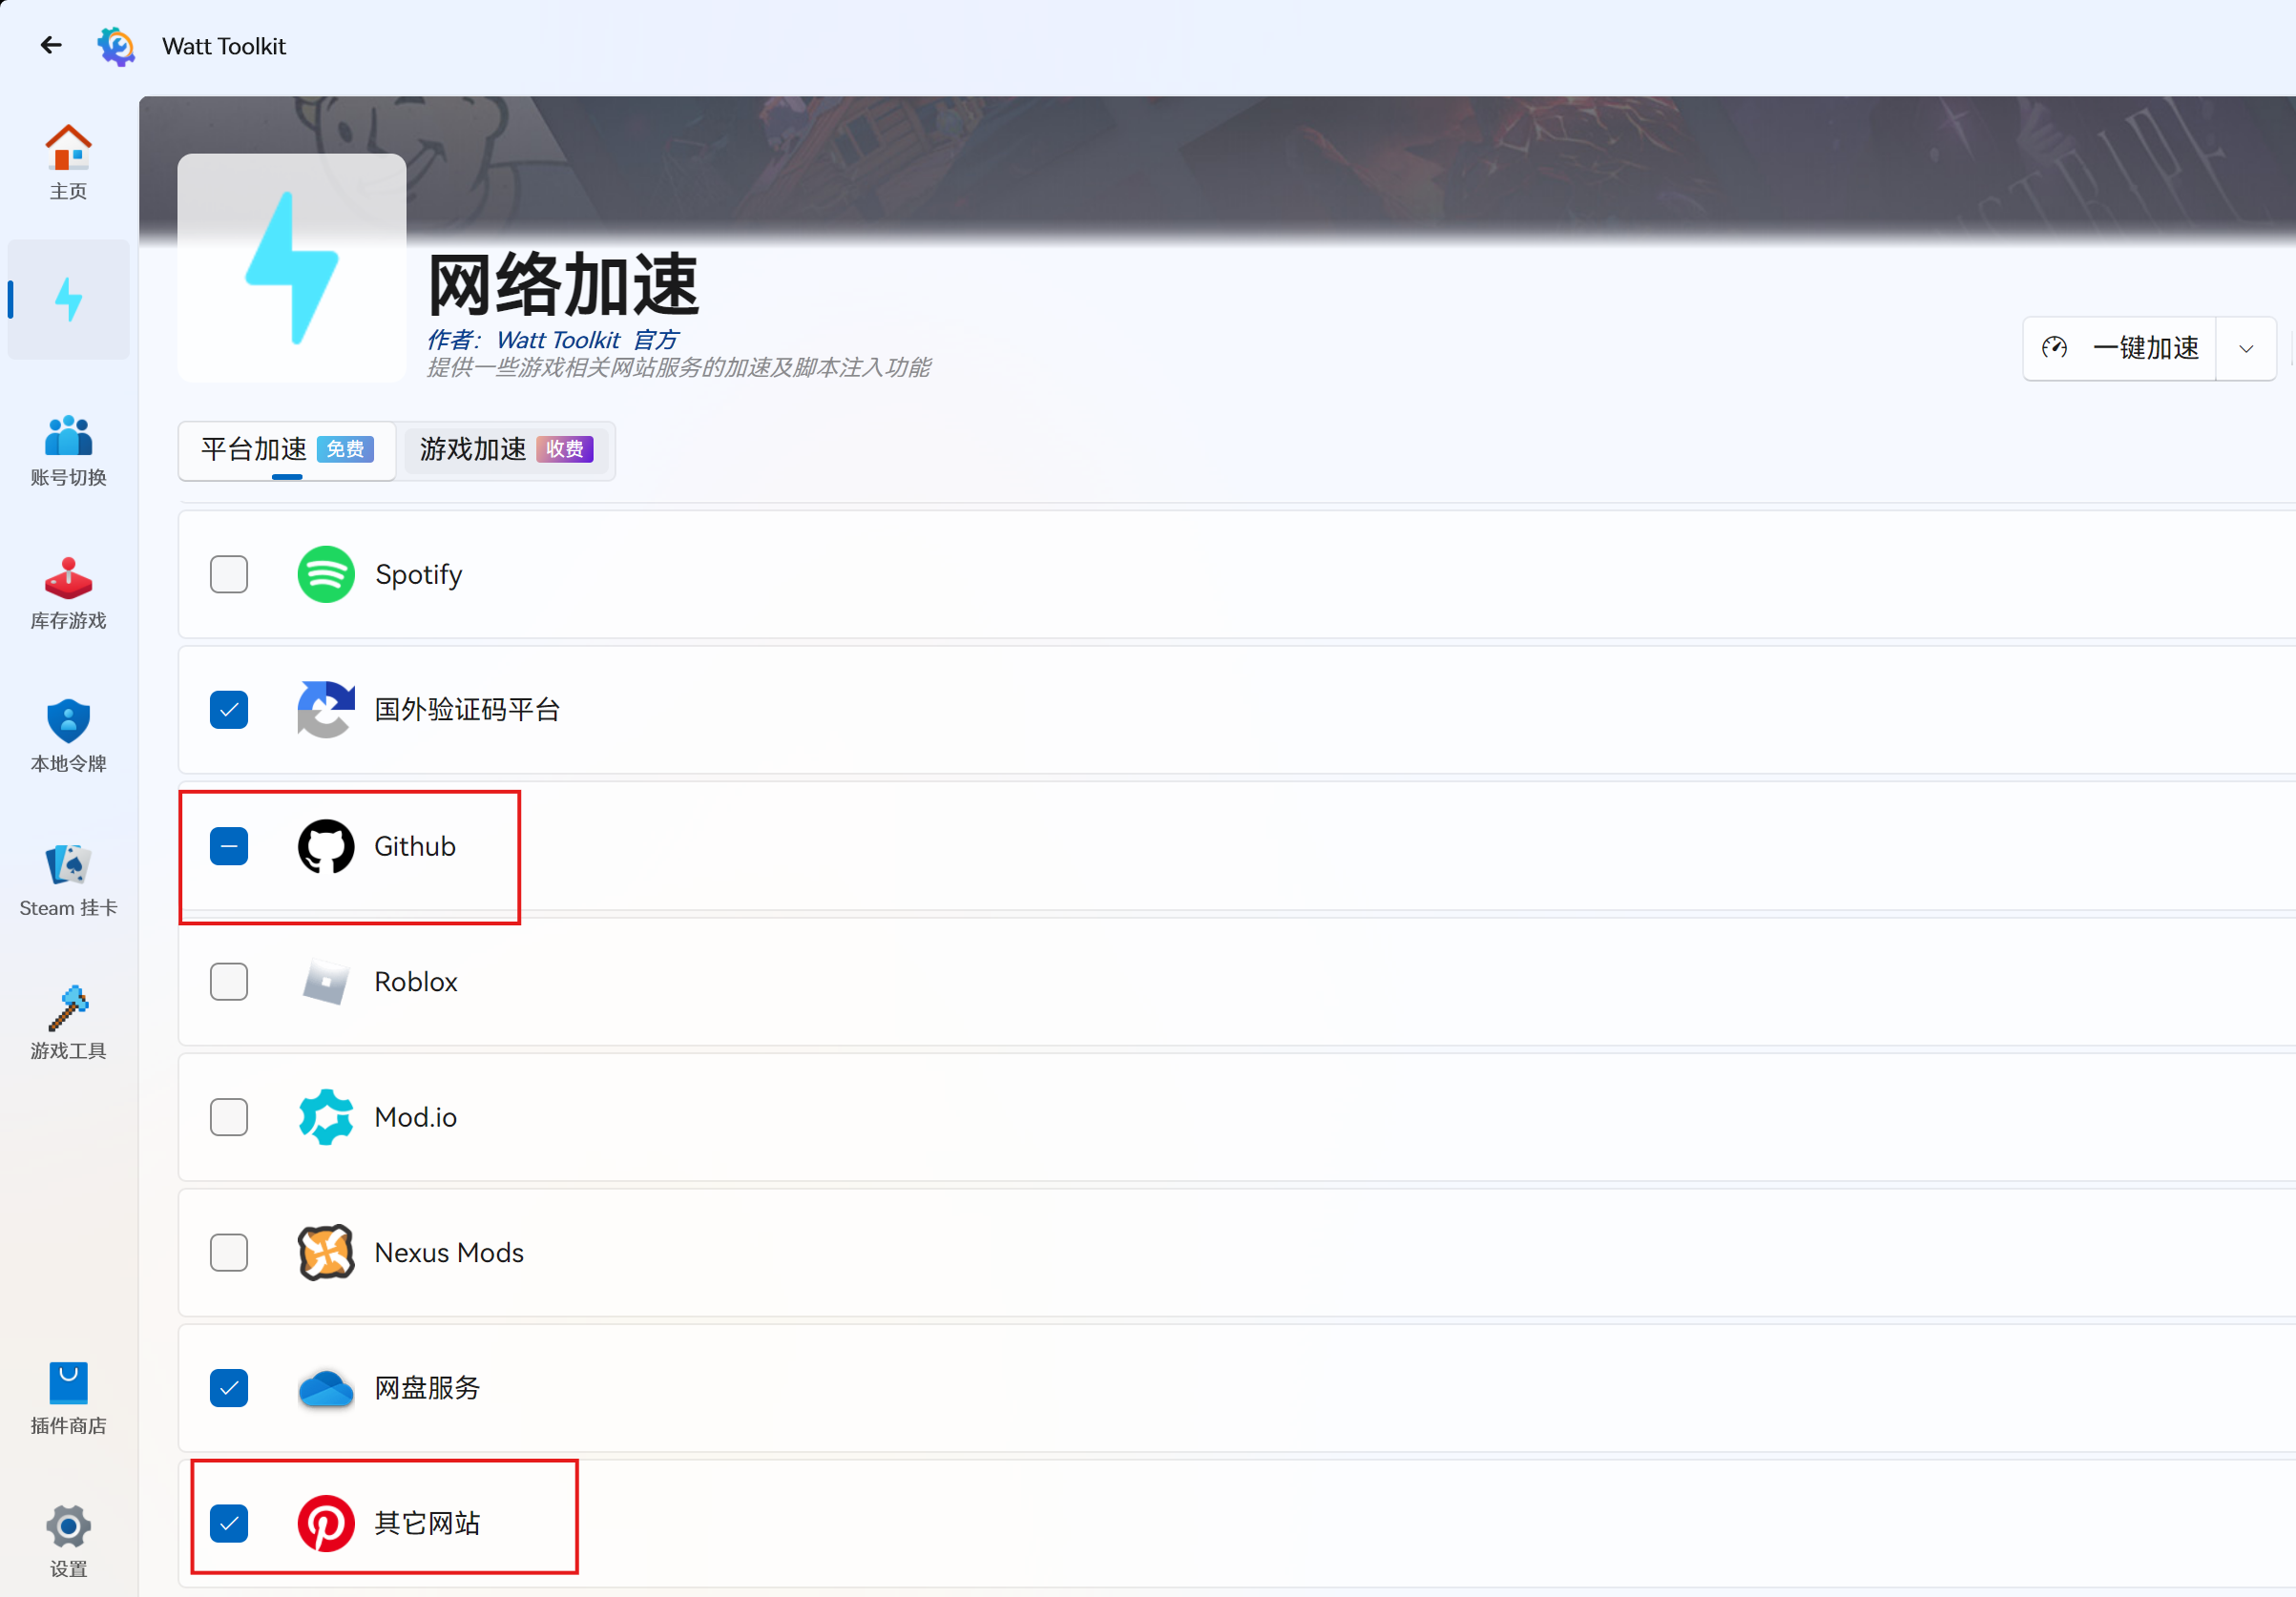 Watt Toolkit
主页
账号切换
库存游戏
本地令牌
Steam 挂卡
游戏工具
插件商店
设置
网络加速
作者：Watt Toolkit 官方
提供一些游戏相关网站服务的加速及脚本注入功能
一键加速
平台加速 免费 游戏加速 收费
Spotify
国外验证码平台
Github
Roblox
Mod.io
Nexus Mods
网盘服务
其它网站